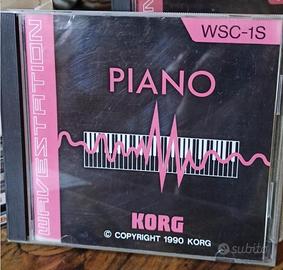 WSC-1S
WAVESTATION
PIANO
KORG
© COPYRIGHT 1990 KORG
subito